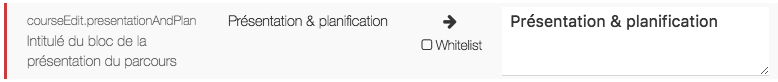 courseEdit.presentationAndPlan
Intitulé du bloc de la
présentation du parcours
Présentation & planification
Whitelist
Présentation & planification